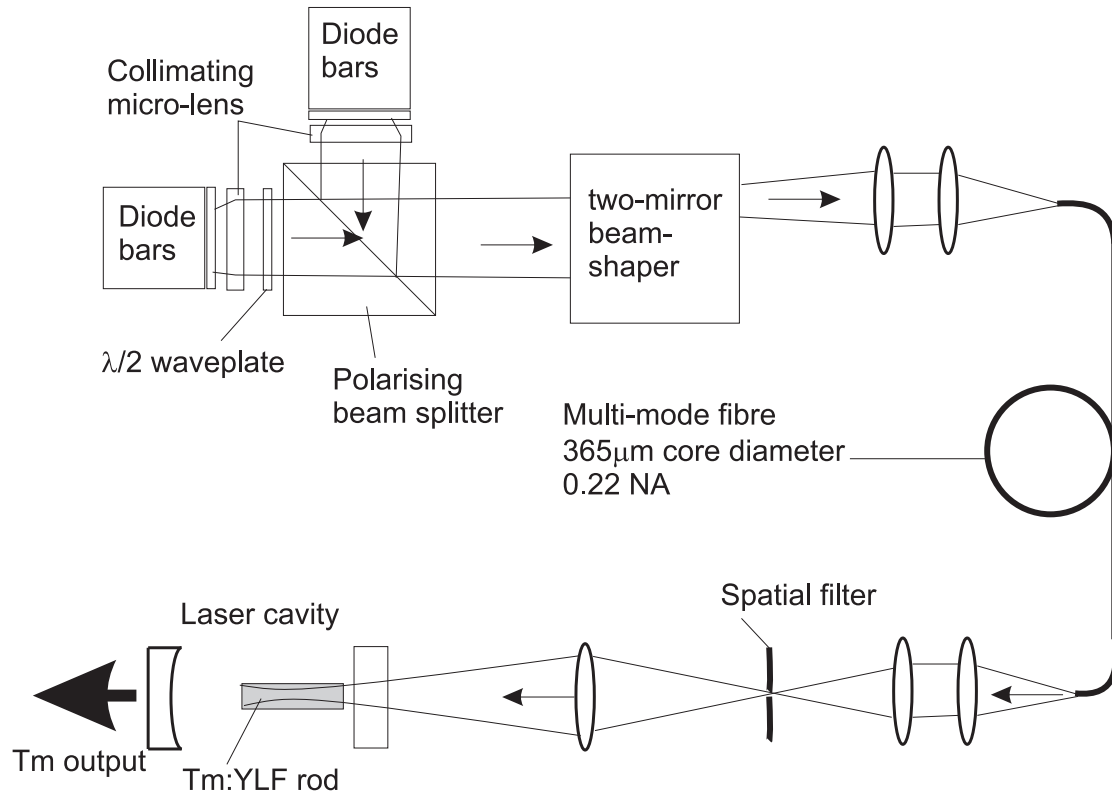 Diode
bars
Collimating
micro-lens
Diode
bars
two-mirror
beam-
shaper
λ/2 waveplate
Polarising
beam splitter
Multi-mode fibre
365μm core diameter
0.22 NA
Spatial filter
Laser cavity
Tm output
Tm:YLF rod